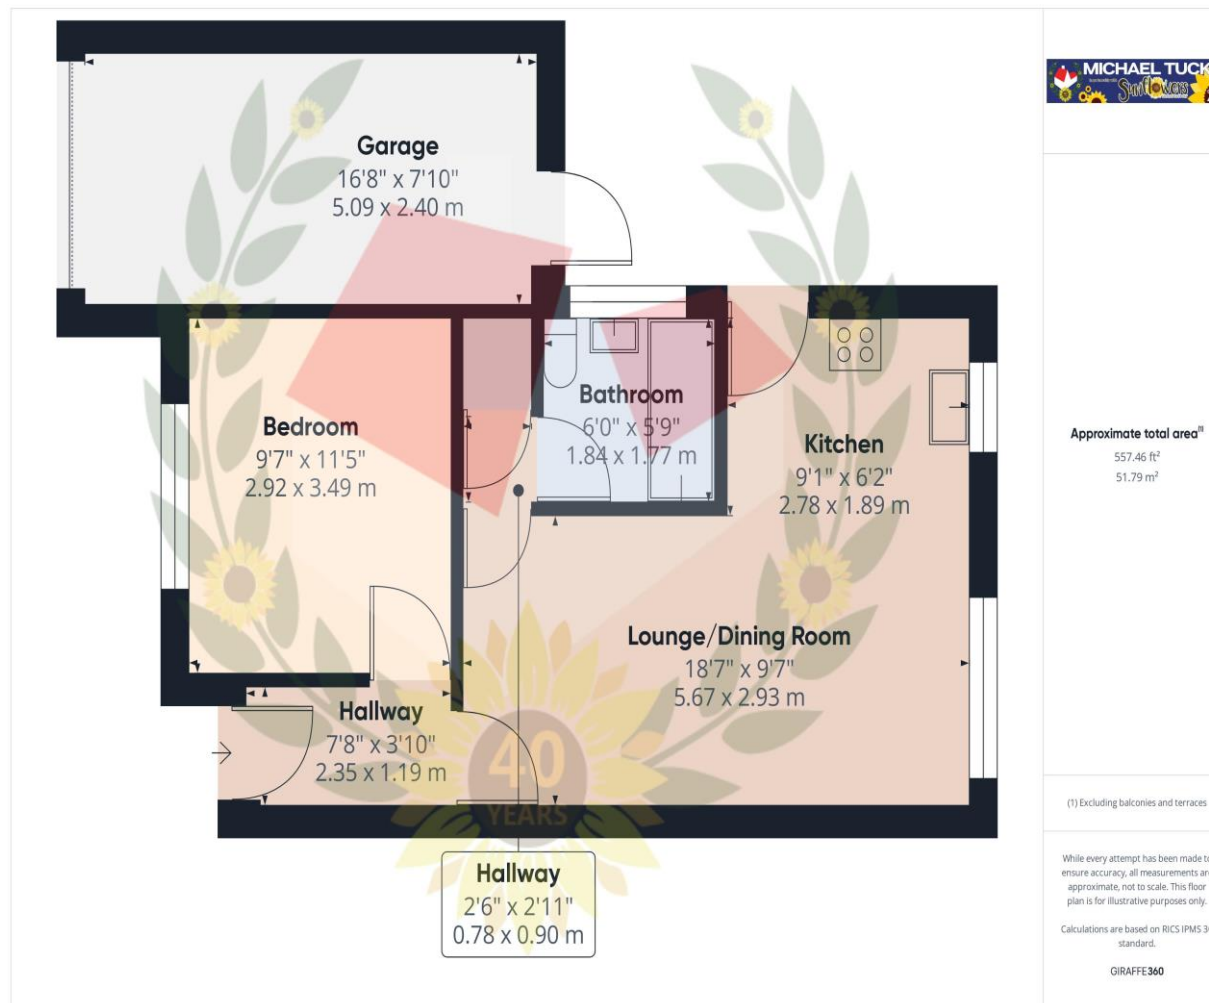 MICHAEL TUCK
Sunflowers
Garage
16'8" x 7'10"
5.09 x 2.40 m
Bedroom
9'7" x 11'5"
2.92 x 3.49 m
Bathroom
6'0" x 5'9"
1.84 x 1.77 m
Kitchen
9'1" x 6'2"
2.78 x 1.89 m
Lounge/Dining Room
18'7" x 9'7"
5.67 x 2.93 m
Hallway
7'8" x 3'10"
2.35 x 1.19 m
40
YEARS
Hallway
2'6" x 2'11"
0.78 x 0.90 m
Approximate total area⁽¹⁾
557.46 ft²
51.79 m²
(1) Excluding balconies and terraces
While every attempt has been made to
ensure accuracy, all measurements are
approximate, not to scale. This floor
plan is for illustrative purposes only.
Calculations are based on RICS IPMS 3
standard.
GIRAFFE360